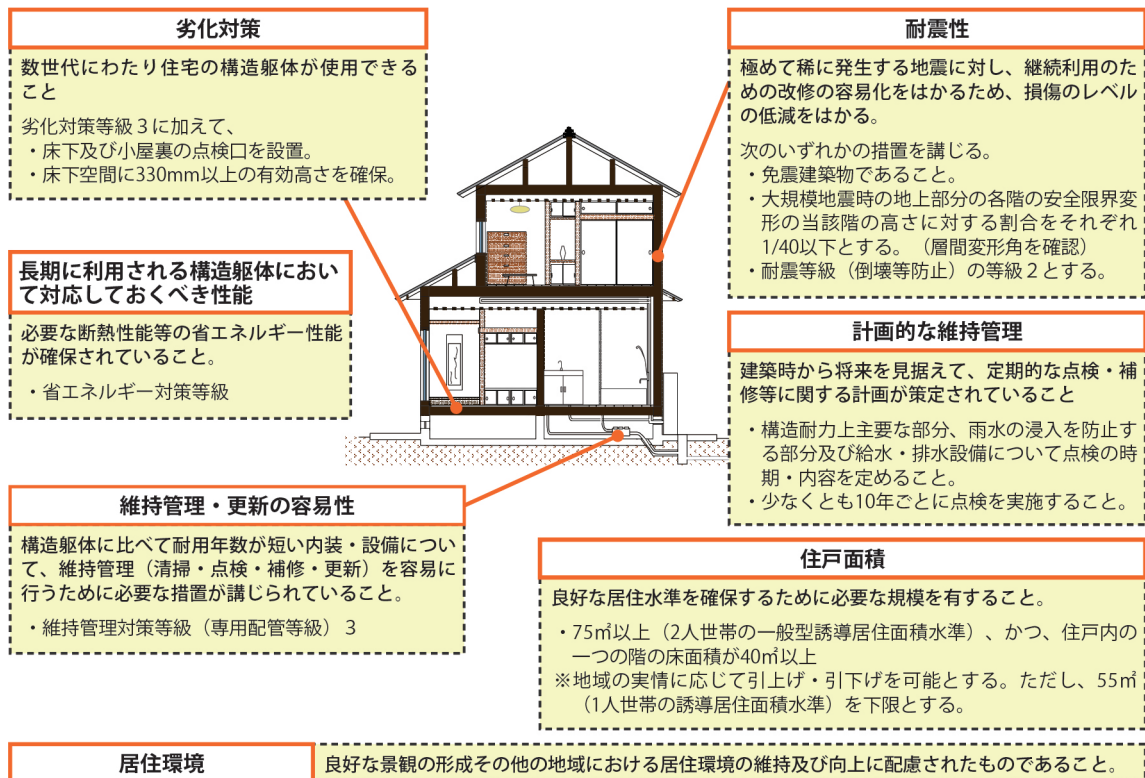 劣化対策
数世代にわたり住宅の構造躯体が使用できる
こと
劣化対策等級３に加えて、
・床下及び小屋裏の点検口を設置。
・床下空間に330mm以上の有効高さを確保。
長期に利用される構造躯体におい
て対応しておくべき性能
必要な断熱性能等の省エネルギー性能
が確保されていること。
・省エネルギー対策等級
維持管理・更新の容易性
構造躯体に比べて耐用年数が短い内装・設備につい
て、維持管理（清掃・点検・補修・更新）を容易に
行うために必要な措置が講じられていること。
・維持管理対策等級（専用配管等級）３
耐震性
極めて稀に発生する地震に対し、継続利用のた
めの改修の容易化をはかるため、損傷のレベル
の低減をはかる。
次のいずれかの措置を講じる。
・免震建築物であること。
・大規模地震時の地上部分の各階の安全限界変
形の当該階の高さに対する割合をそれぞれ
1/40以下とする。（層間変形角を確認）
・耐震等級（倒壊等防止）の等級２とする。
計画的な維持管理
建築時から将来を見据えて、定期的な点検・補
修等に関する計画が策定されていること
・構造耐力上主要な部分、雨水の浸入を防止す
る部分及び給水・排水設備について点検の時
期・内容を定めること。
・少なくとも10年ごとに点検を実施すること。
住戸面積
良好な居住水準を確保するために必要な規模を有すること。
・75㎡以上（2人世帯の一般型誘導居住面積水準）、かつ、住戸内の
一つの階の床面積が40㎡以上
※地域の実情に応じて引上げ・引下げを可能とする。ただし、55㎡
（1人世帯の誘導居住面積水準）を下限とする。
居住環境
良好な景観の形成その他の地域における居住環境の維持及び向上に配慮されたものであること。